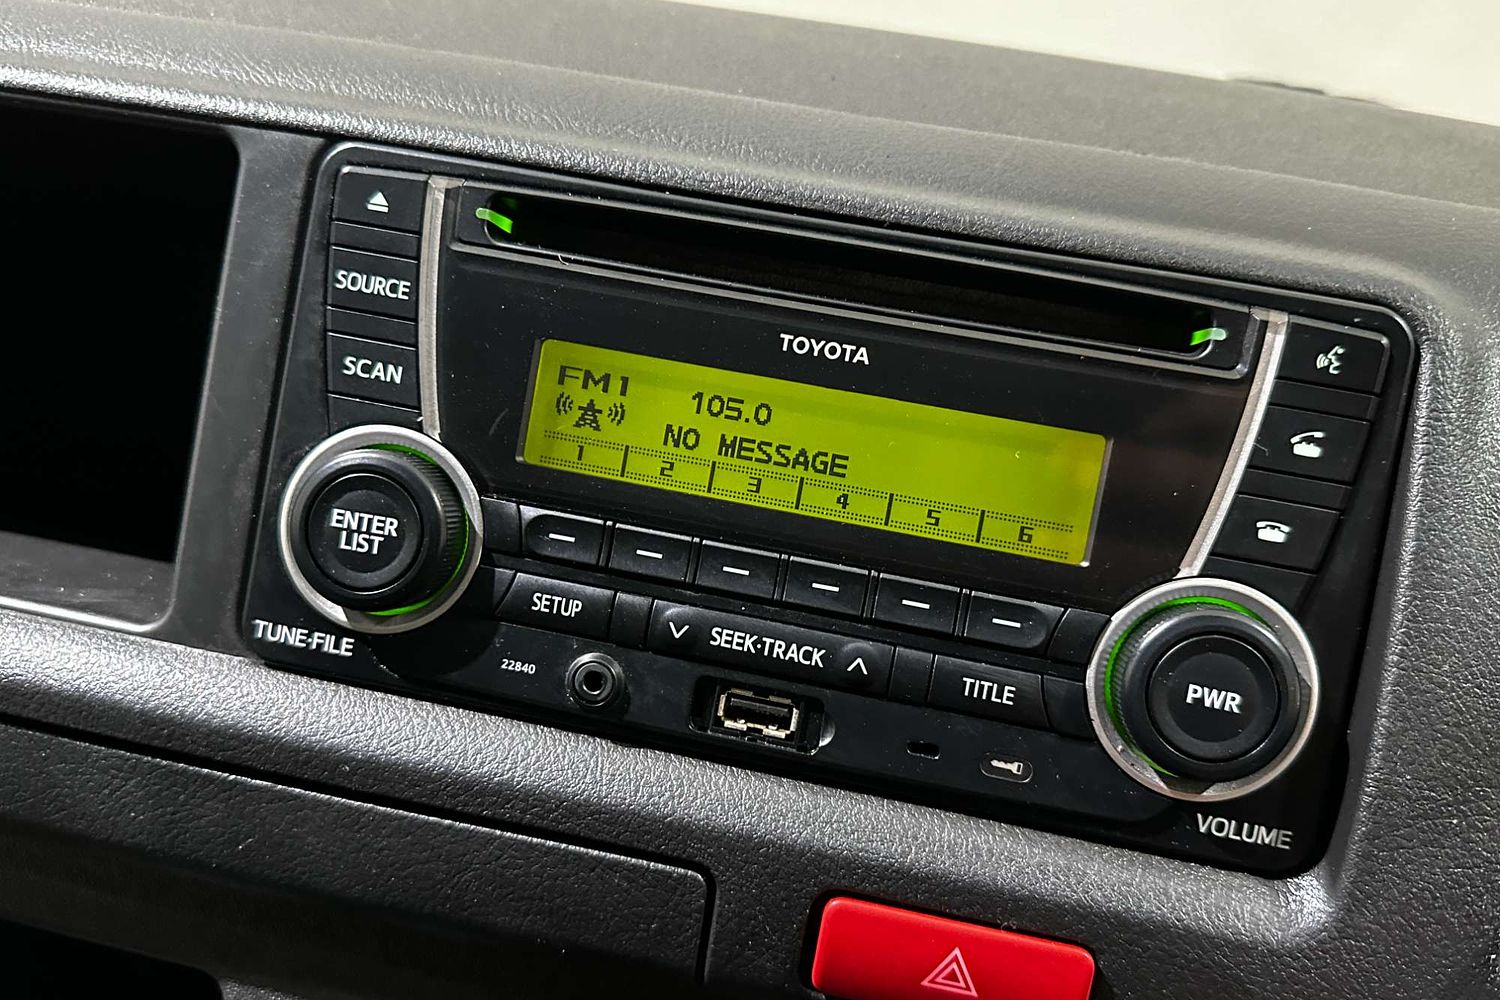 TOYOTA
SOURCE
SCAN
FM1 105.0
NO MESSAGE
1 2 3 4 5 6
ENTER
LIST
TUNE·FILE
SETUP
SEEK·TRACK
TITLE
22840
PWR
VOLUME